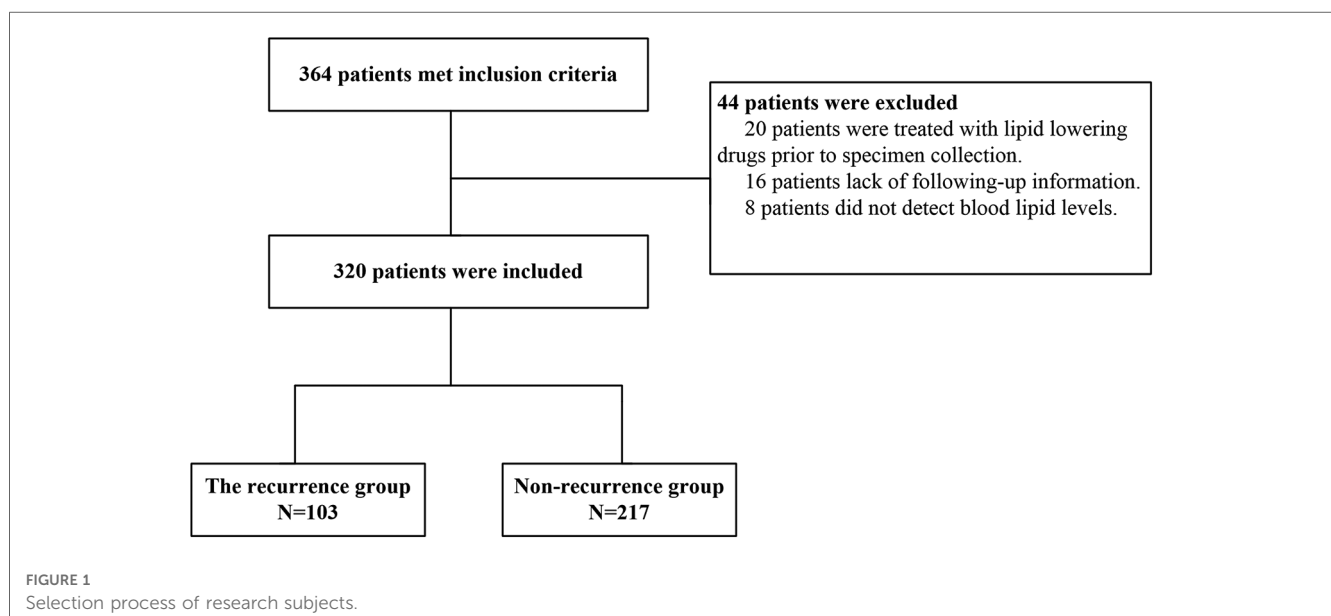 364 patients met inclusion criteria
44 patients were excluded
20 patients were treated with lipid lowering
drugs prior to specimen collection.
16 patients lack of following-up information.
8 patients did not detect blood lipid levels.
320 patients were included
The recurrence group
N=103
Non-recurrence group
N=217
FIGURE 1
Selection process of research subjects.